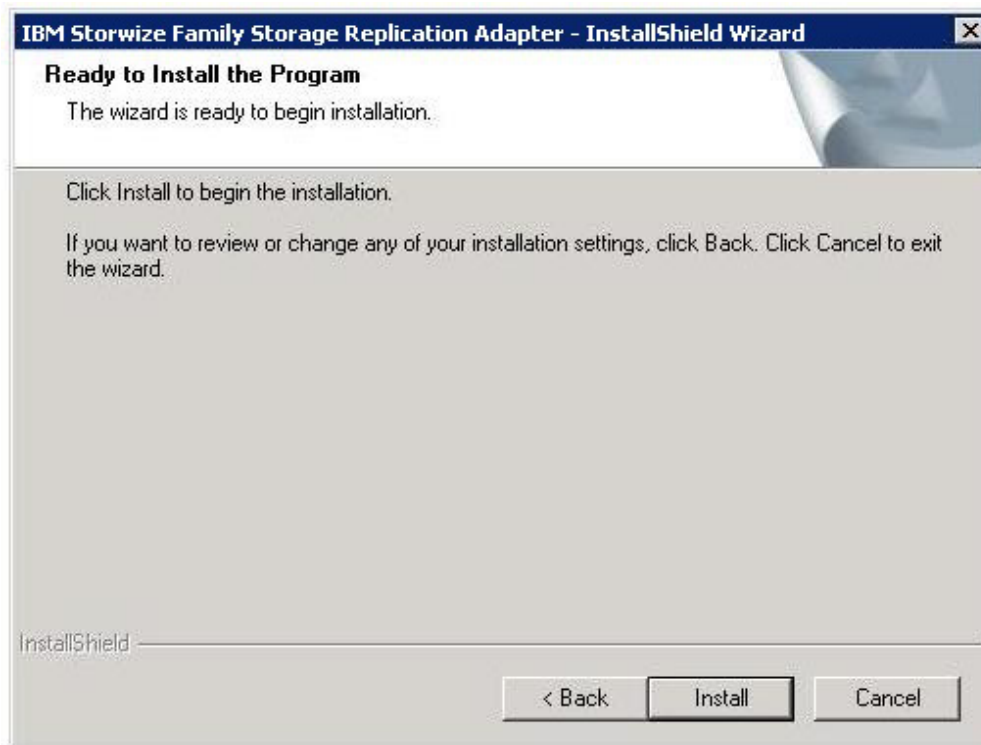 IBM Storwize Family Storage Replication Adapter - InstallShield Wizard
Ready to Install the Program
The wizard is ready to begin installation.
Click Install to begin the installation.
If you want to review or change any of your installation settings, click Back. Click Cancel to exit
the wizard.
InstallShield
< Back
Install
Cancel